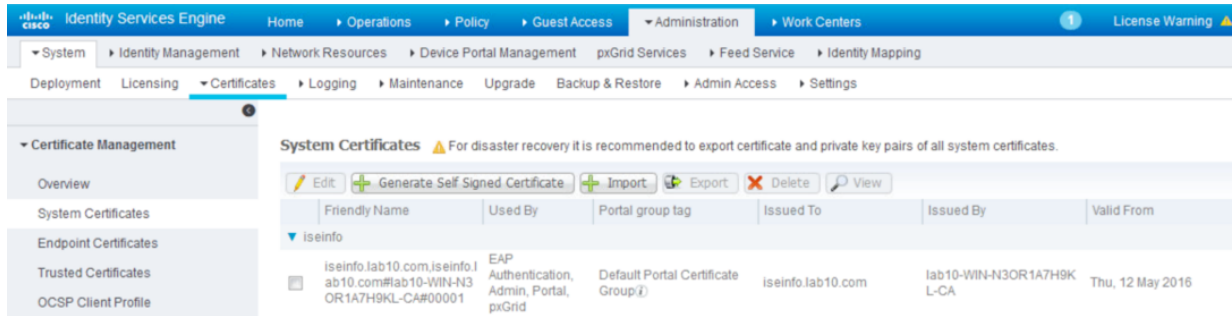 CISCO Identity Services Engine Home Operations Policy Guest Access Administration Work Centers 1 License Warning
System Identity Management Network Resources Device Portal Management pxGrid Services Feed Service Identity Mapping
Deployment Licensing Certificates Logging Maintenance Upgrade Backup & Restore Admin Access Settings
Certificate Management
Overview
System Certificates
Endpoint Certificates
Trusted Certificates
OCSP Client Profile
System Certificates For disaster recovery it is recommended to export certificate and private key pairs of all system certificates.
Edit Generate Self Signed Certificate Import Export Delete View
Friendly Name Used By Portal group tag Issued To Issued By Valid From
iseinfo
iseinfo.lab10.com,iseinfo.l
ab10.com#lab10-WIN-N3
OR1A7H9KL-CA#00001
EAP
Authentication,
Admin, Portal,
pxGrid
Default Portal Certificate
Group
iseinfo.lab10.com
lab10-WIN-N3OR1A7H9K
L-CA
Thu, 12 May 2016